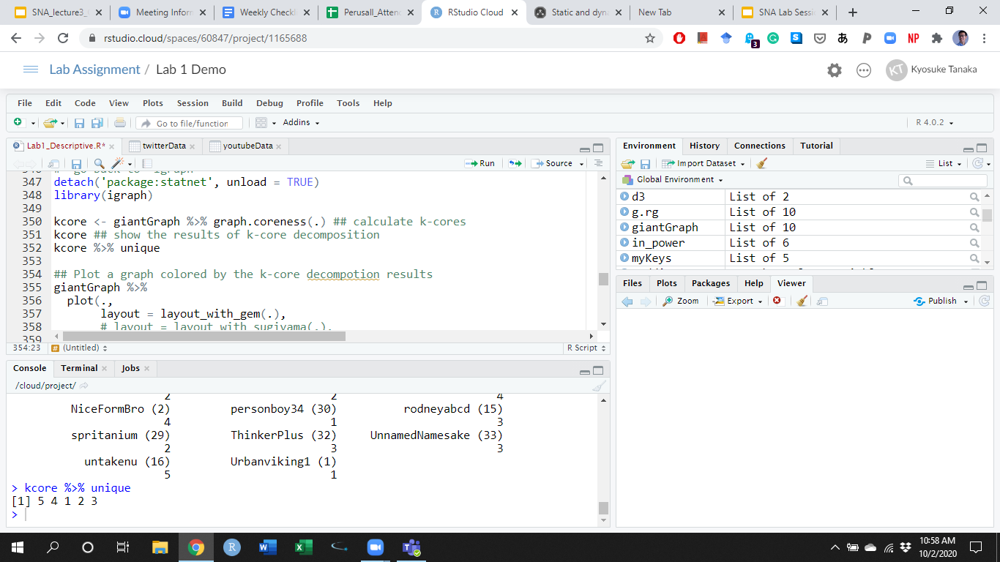 SNA_lecture3_
Meeting Inform
Weekly Checkl
Perusall_Atten
RStudio Cloud
Static and dyn
New Tab
SNA Lab Sessi
rstudio.cloud/spaces/60847/project/1165688
3
あ
NP
Lab Assignment / Lab 1 Demo
KT
Kyosuke Tanaka
File Edit Code View Plots Session Build Debug Profile Tools Help
Go to file/function
Addins
R 4.0.2
Lab1_Descriptive.R*
twitterData
youtubeData
Run
Source
347 detach('package:statnet', unload = TRUE)
348 library(igraph)
349
350 kcore <- giantGraph %>% graph.coreness(.) ## calculate k-cores
351 kcore ## show the results of k-core decomposition
352 kcore %>% unique
353
354 ## Plot a graph colored by the k-core decompotion results
355 giantGraph %>%
356 plot(.,
357 layout = layout_with_gem(.),
358 # layout = layout_with_sugiyama(.),
359
354:23 (Untitled) R Script
Console Terminal Jobs
/cloud/project/
2 2 4
NiceFormBro (2) personboy34 (30) rodneyabcd (15)
4 1 3
spritanium (29) ThinkerPlus (32) UnnamedNamesake (33)
2 3 3
untakenu (16) Urbanviking1 (1)
5 1
> kcore %>% unique
[1] 5 4 1 2 3
>
Environment History Connections Tutorial
Import Dataset
List
Global Environment
d3 List of 2
g.rg List of 10
giantGraph List of 10
in_power List of 6
myKeys List of 5
Files Plots Packages Help Viewer
Zoom Export Publish
10:58 AM
10/2/2020